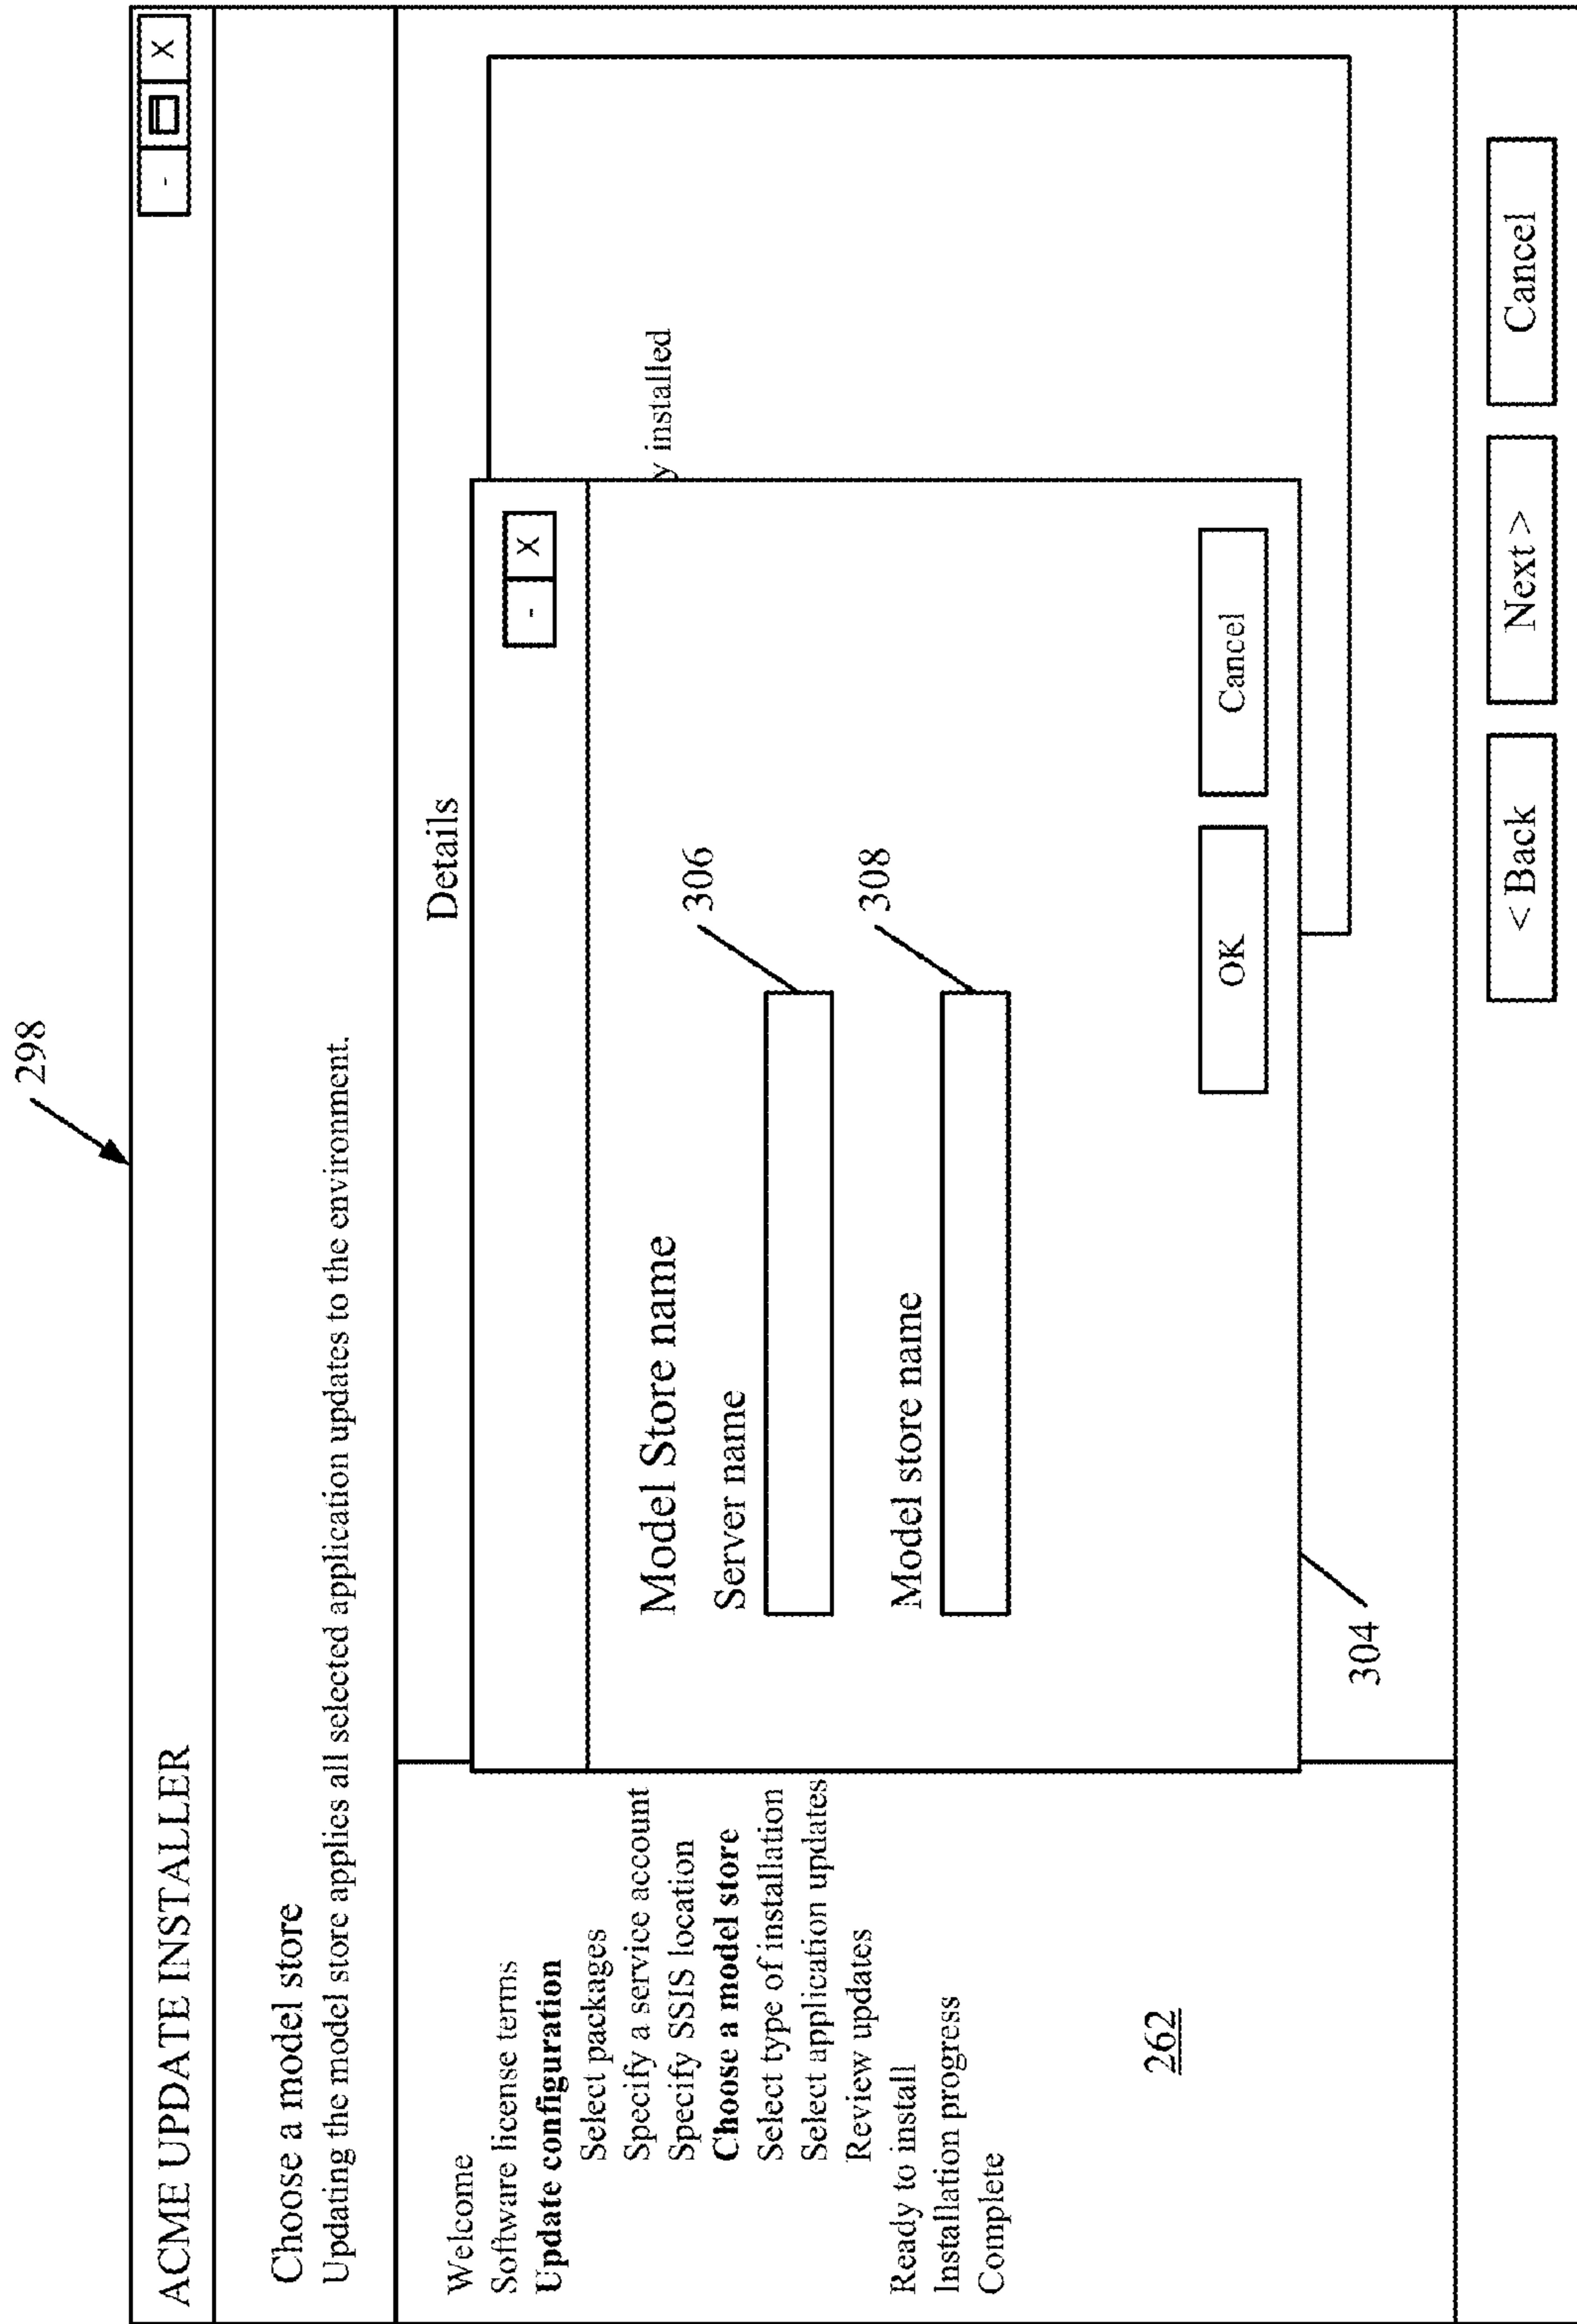 298
ACME UPDATE INSTALLER
- X
Choose a model store
Updating the model store applies all selected application updates to the environment.
Welcome
Software license terms
Update configuration
Select packages
Specify a service account
Specify SSIS location
Choose a model store
Select type of installation
Select application updates
Review updates
Ready to install
Installation progress
Complete
262
Details
- X
y installed
Model Store name
Server name
306
Model store name
308
OK Cancel
304
< Back Next > Cancel